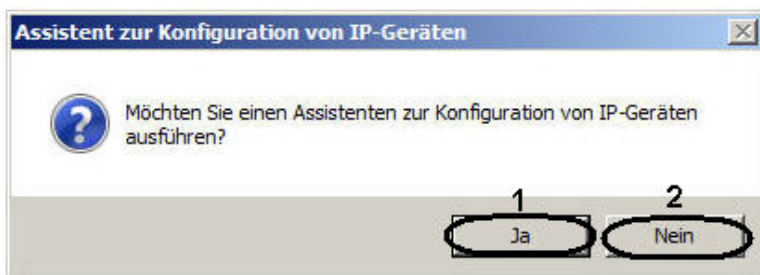 Assistent zur Konfiguration von IP-Geräten
Möchten Sie einen Assistenten zur Konfiguration von IP-Geräten
ausführen?
1 2
Ja Nein